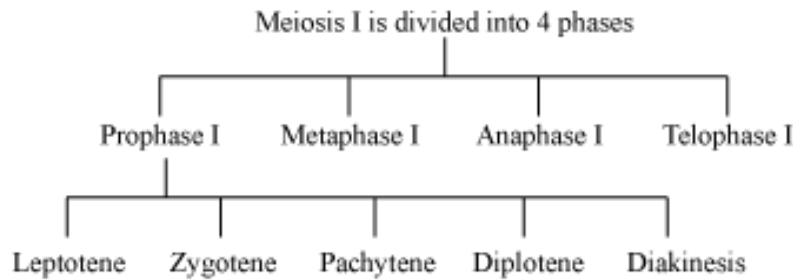 Meiosis I is divided into 4 phases
Prophase I Metaphase I Anaphase I Telophase I
Leptotene Zygotene Pachytene Diplotene Diakinesis